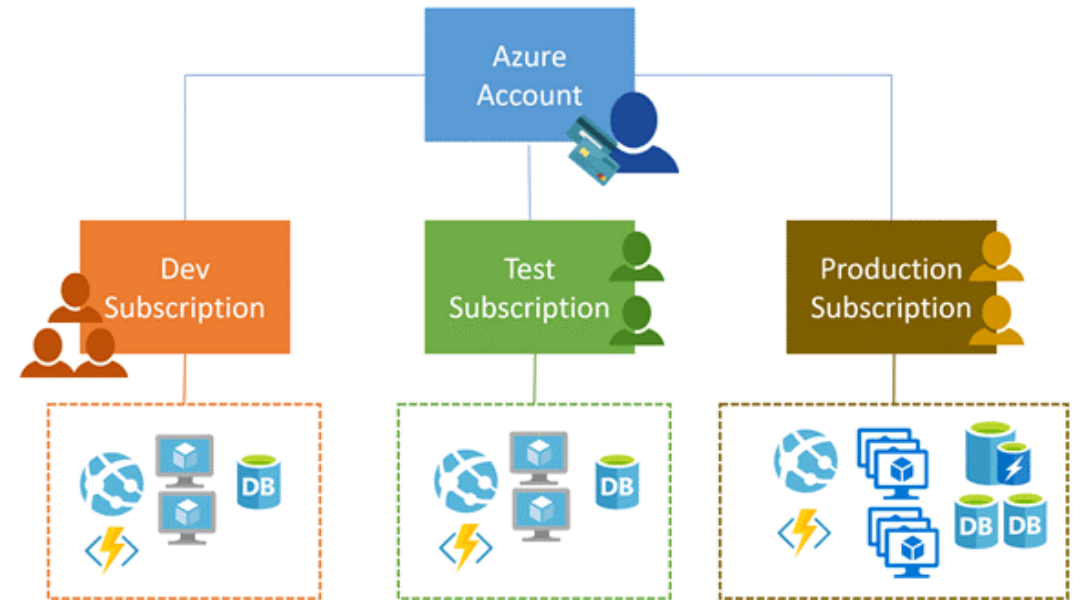 Azure
Account
Dev
Subscription
Test
Subscription
Production
Subscription
DB
DB
DB
DB